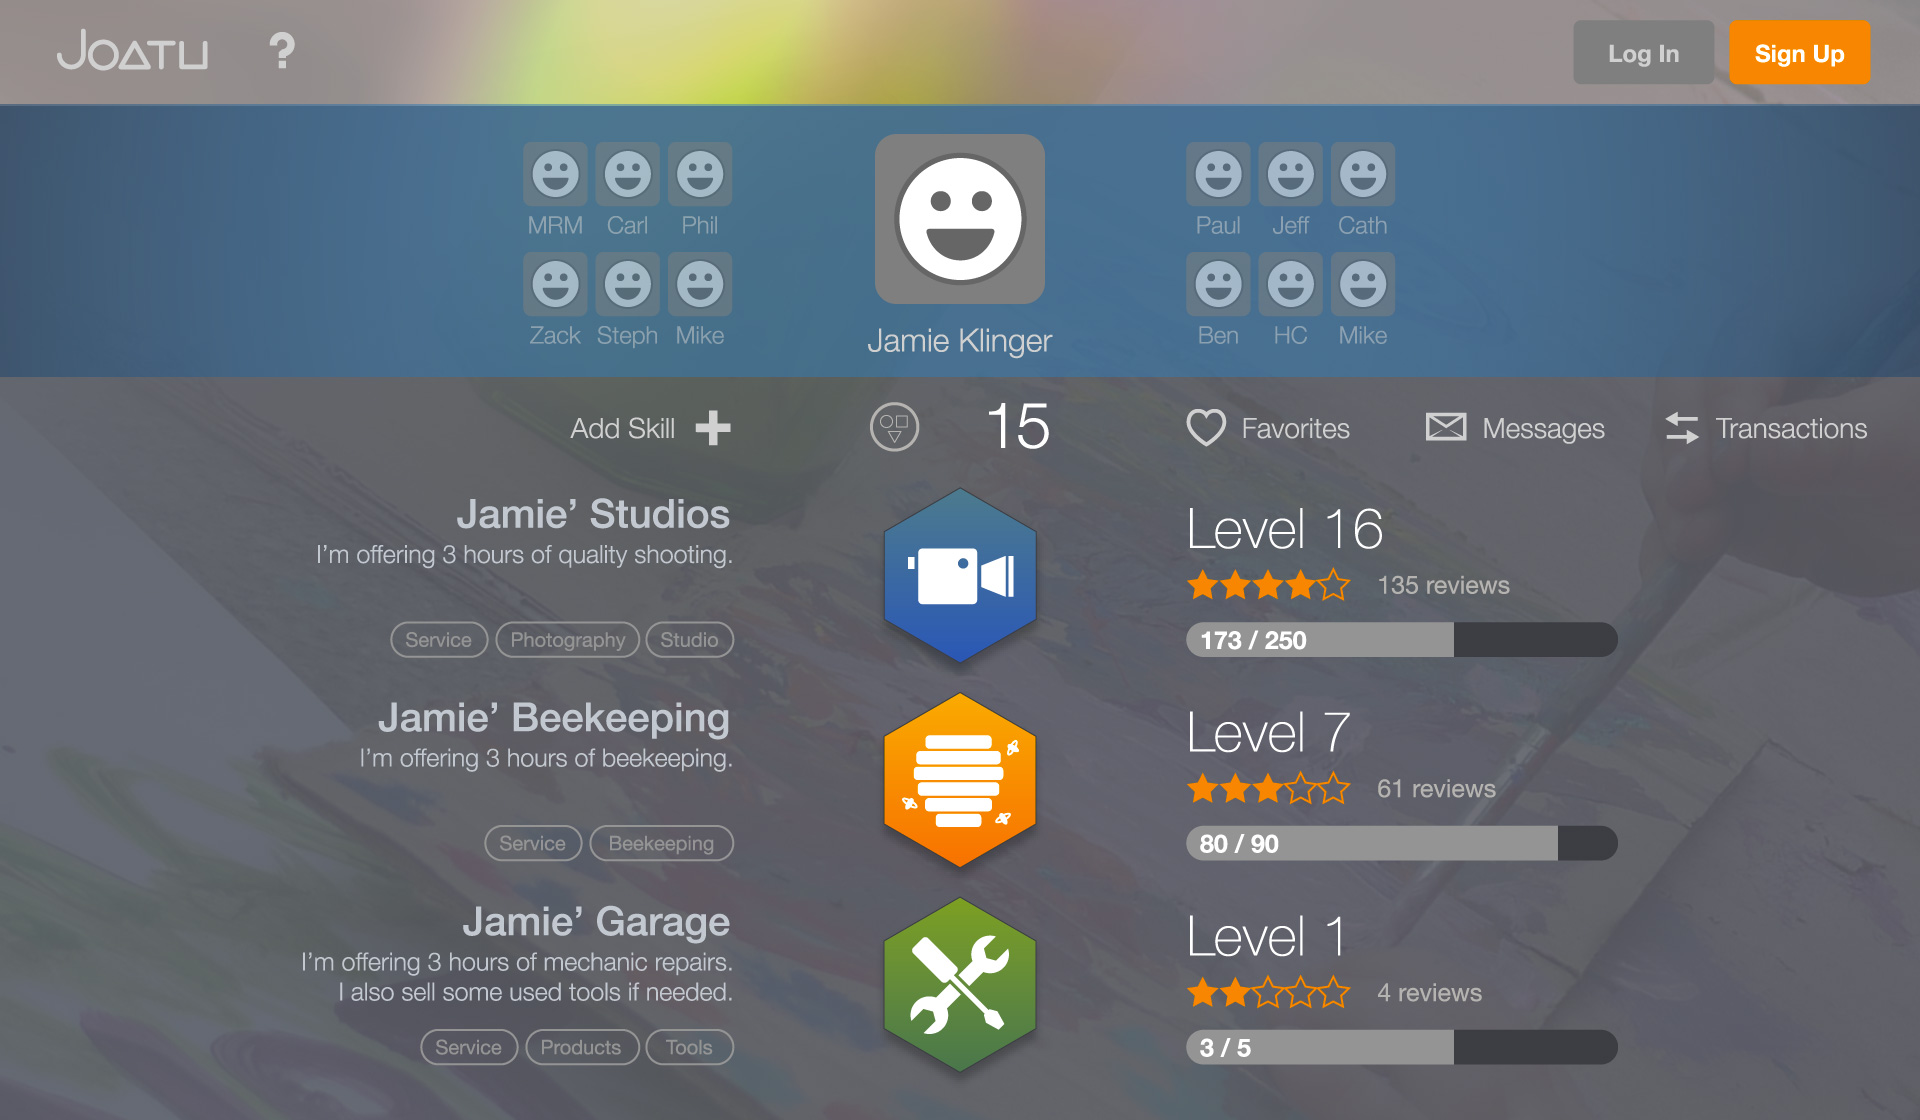 JOATU ?
Log In
Sign Up
MRM Carl Phil
Zack Steph Mike
Jamie Klinger
Paul Jeff Cath
Ben HC Mike
Add Skill
15
Favorites
Messages
Transactions
Jamie’ Studios
I’m offering 3 hours of quality shooting.
Service Photography Studio
Level 16
135 reviews
173 / 250
Jamie’ Beekeeping
I’m offering 3 hours of beekeeping.
Service Beekeeping
Level 7
61 reviews
80 / 90
Jamie’ Garage
I’m offering 3 hours of mechanic repairs.
I also sell some used tools if needed.
Service Products Tools
Level 1
4 reviews
3 / 5